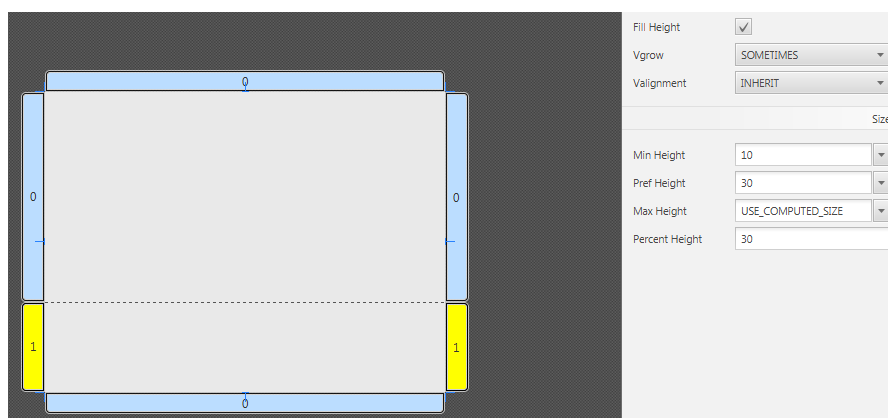 Fill Height
Vgrow SOMETIMES
Valignment INHERIT
Size
Min Height 10
Pref Height 30
Max Height USE_COMPUTED_SIZE
Percent Height 30
0
0 0
1 1
0